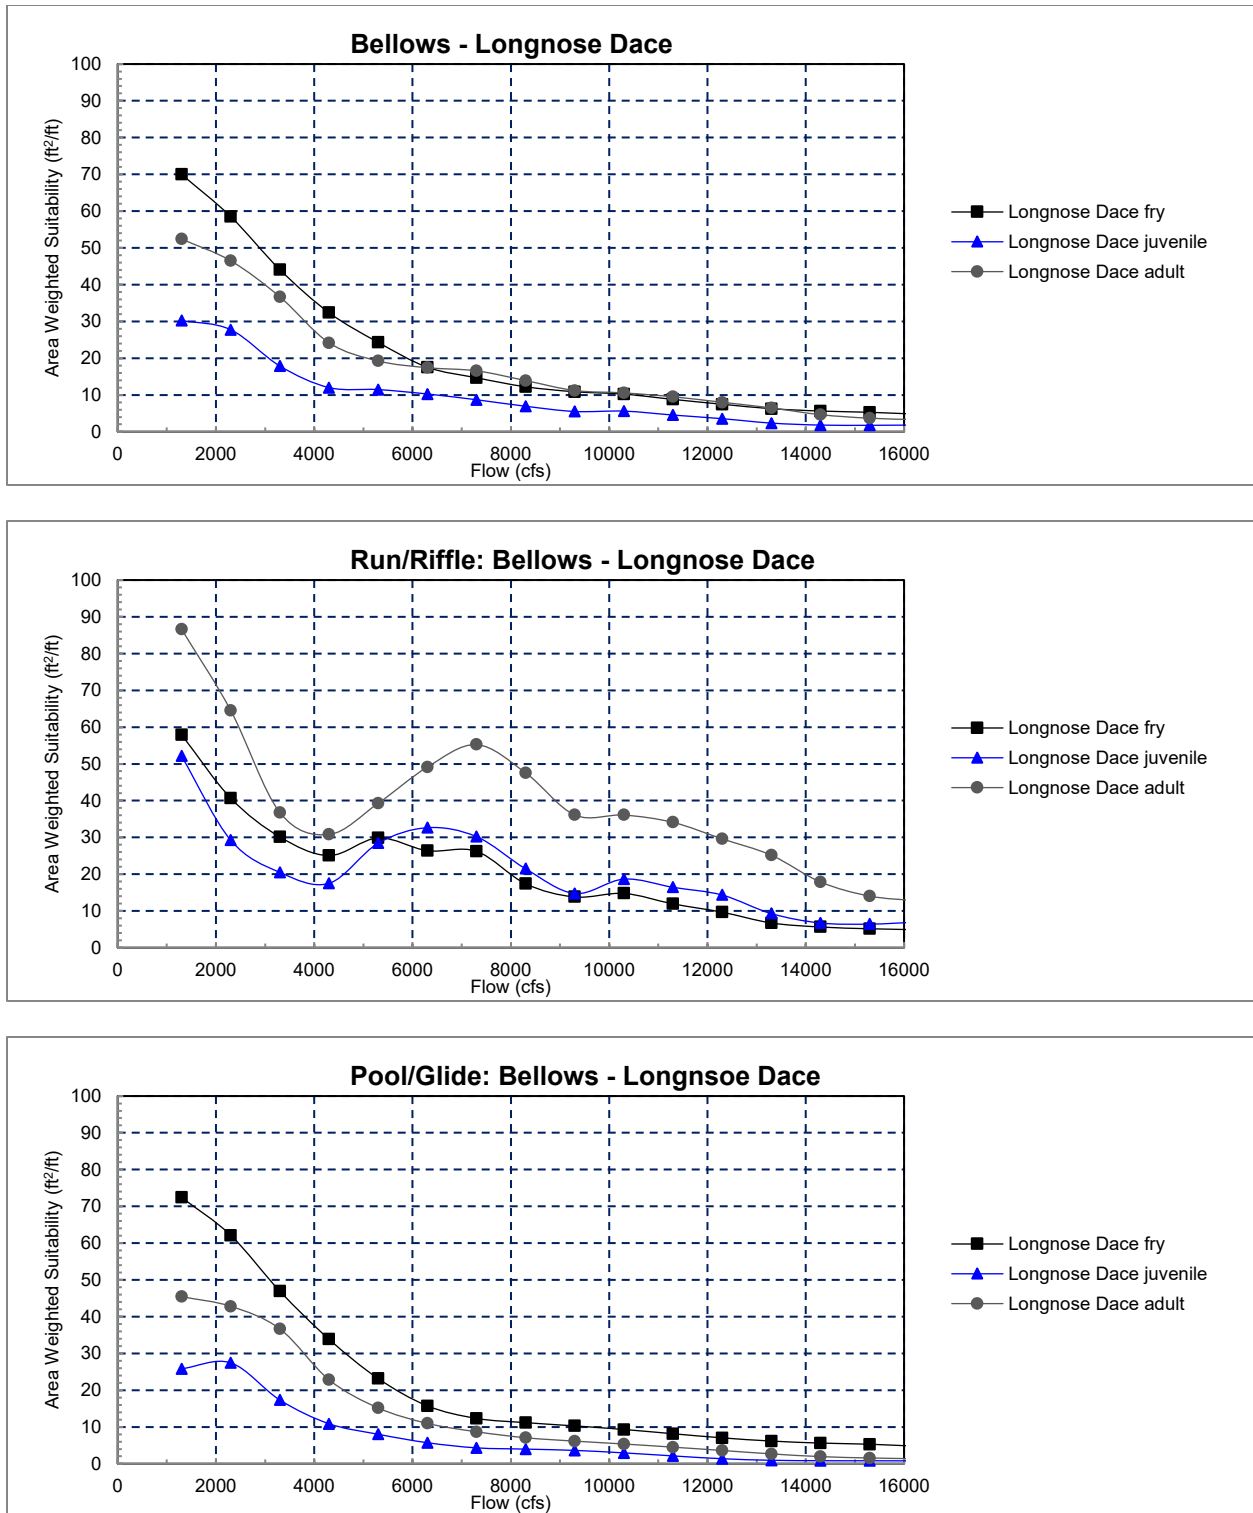 Bellows - Longnose Dace
Area Weighted Suitability (ft²/ft)
100
90
80
70
60
50
40
30
20
10
0
0 2000 4000 6000 8000 10000 12000 14000 16000
Flow (cfs)
Longnose Dace fry
Longnose Dace juvenile
Longnose Dace adult
Run/Riffle: Bellows - Longnose Dace
Area Weighted Suitability (ft²/ft)
100
90
80
70
60
50
40
30
20
10
0
0 2000 4000 6000 8000 10000 12000 14000 16000
Flow (cfs)
Longnose Dace fry
Longnose Dace juvenile
Longnose Dace adult
Pool/Glide: Bellows - Longnsoe Dace
Area Weighted Suitability (ft²/ft)
100
90
80
70
60
50
40
30
20
10
0
0 2000 4000 6000 8000 10000 12000 14000 16000
Flow (cfs)
Longnose Dace fry
Longnose Dace juvenile
Longnose Dace adult